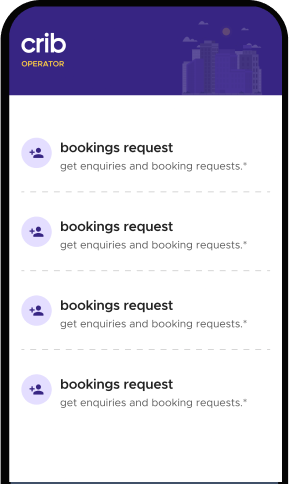 crib
OPERATOR
bookings request
get enquiries and booking requests.*
bookings request
get enquiries and booking requests.*
bookings request
get enquiries and booking requests.*
bookings request
get enquiries and booking requests.*